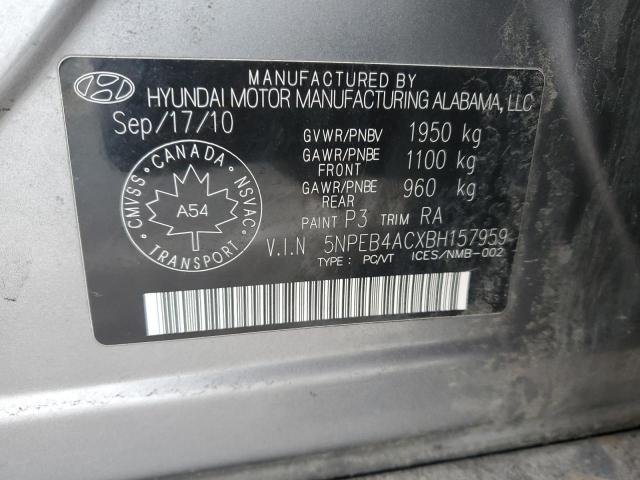 MANUFACTURED BY
HYUNDAI MOTOR MANUFACTURING ALABAMA, LLC
Sep/17/10
GVWR/PNBV 1950 kg
GAWR/PNBE FRONT 1100 kg
GAWR/PNBE REAR 960 kg
PAINT P3 TRIM RA
V.I.N 5NPEB4ACXBH157959
TYPE: PC/VT ICES/NMB-002
CMVSS CANADA NSVAC
A54
TRANSPORT